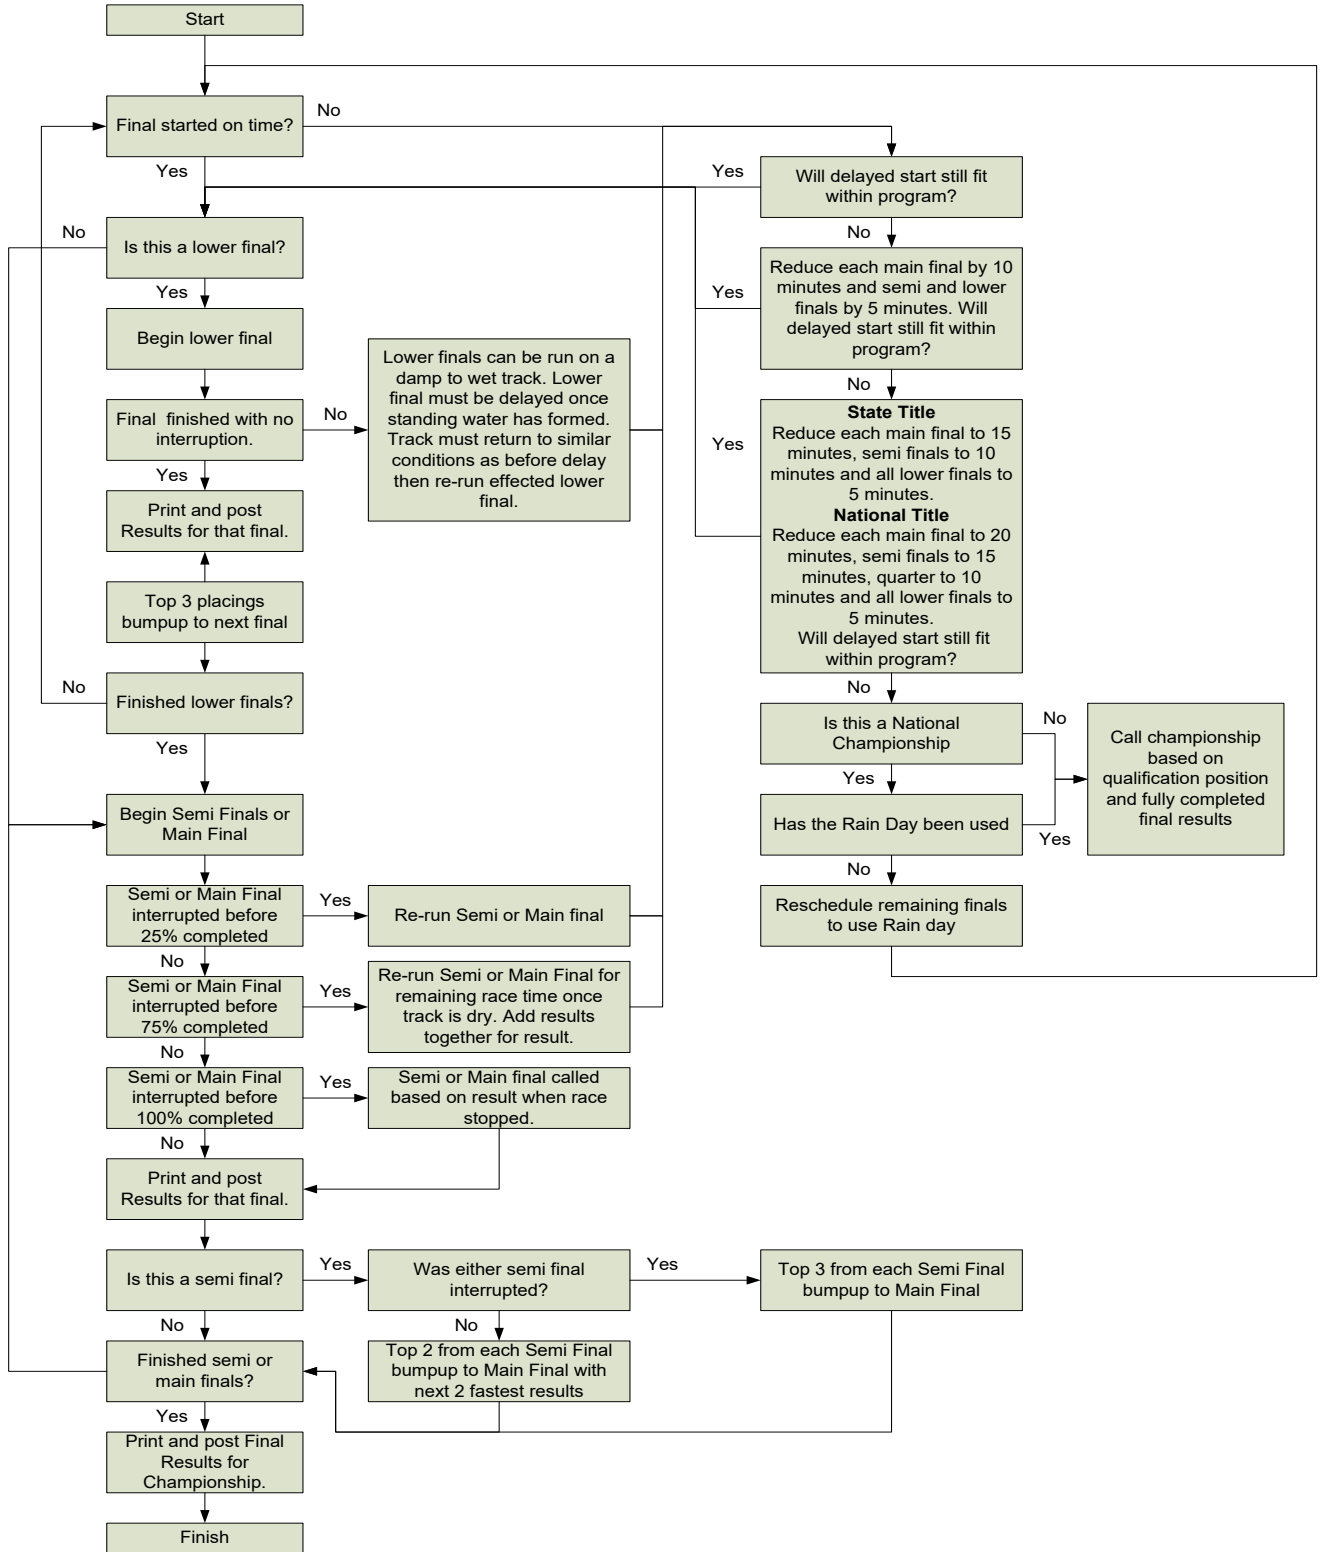 Start
Final started on time?
No
Yes
Will delayed start still fit
within program?
Yes
No
Is this a lower final?
No
Yes
Reduce each main final by 10
minutes and semi and lower
finals by 5 minutes. Will
delayed start still fit within
program?
Yes
No
Begin lower final
Lower finals can be run on a
damp to wet track. Lower
final must be delayed once
standing water has formed.
Track must return to similar
conditions as before delay
then re-run effected lower
final.
Final  finished with no
interruption.
No
Yes
State Title
Reduce each main final to 15
minutes, semi finals to 10
minutes and all lower finals to
5 minutes.
National Title
Reduce each main final to 20
minutes, semi finals to 15
minutes, quarter to 10
minutes and all lower finals to
5 minutes.
Will delayed start still fit
within program?
Yes
No
Print and post
Results for that final.
Top 3 placings
bumpup to next final
Finished lower finals?
No
Yes
Is this a National
Championship
No
Yes
Call championship
based on
qualification position
and fully completed
final results
Begin Semi Finals or
Main Final
Has the Rain Day been used
Yes
No
Semi or Main Final
interrupted before
25% completed
Yes
No
Re-run Semi or Main final
Reschedule remaining finals
to use Rain day
Semi or Main Final
interrupted before
75% completed
Yes
No
Re-run Semi or Main Final for
remaining race time once
track is dry. Add results
together for result.
Semi or Main Final
interrupted before
100% completed
Yes
No
Semi or Main final called
based on result when race
stopped.
Print and post
Results for that final.
Is this a semi final?
Yes
No
Was either semi final
interrupted?
Yes
No
Top 3 from each Semi Final
bumpup to Main Final
Finished semi or
main finals?
Yes
Top 2 from each Semi Final
bumpup to Main Final with
next 2 fastest results
Print and post Final
Results for
Championship.
Finish